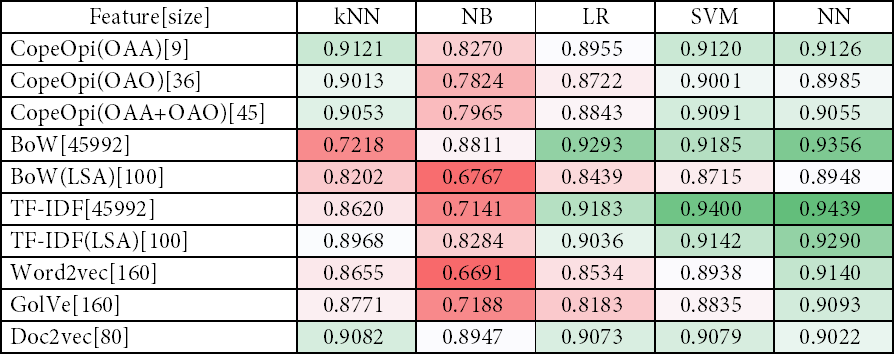 Feature[size] kNN NB LR SVM NN
CopeOpi(OAA)[9] 0.9121 0.8270 0.8955 0.9120 0.9126
CopeOpi(OAO)[36] 0.9013 0.7824 0.8722 0.9001 0.8985
CopeOpi(OAA+OAO)[45] 0.9053 0.7965 0.8843 0.9091 0.9055
BoW[45992] 0.7218 0.8811 0.9293 0.9185 0.9356
BoW(LSA)[100] 0.8202 0.6767 0.8439 0.8715 0.8948
TF-IDF[45992] 0.8620 0.7141 0.9183 0.9400 0.9439
TF-IDF(LSA)[100] 0.8968 0.8284 0.9036 0.9142 0.9290
Word2vec[160] 0.8655 0.6691 0.8534 0.8938 0.9140
GolVe[160] 0.8771 0.7188 0.8183 0.8835 0.9093
Doc2vec[80] 0.9082 0.8947 0.9073 0.9079 0.9022